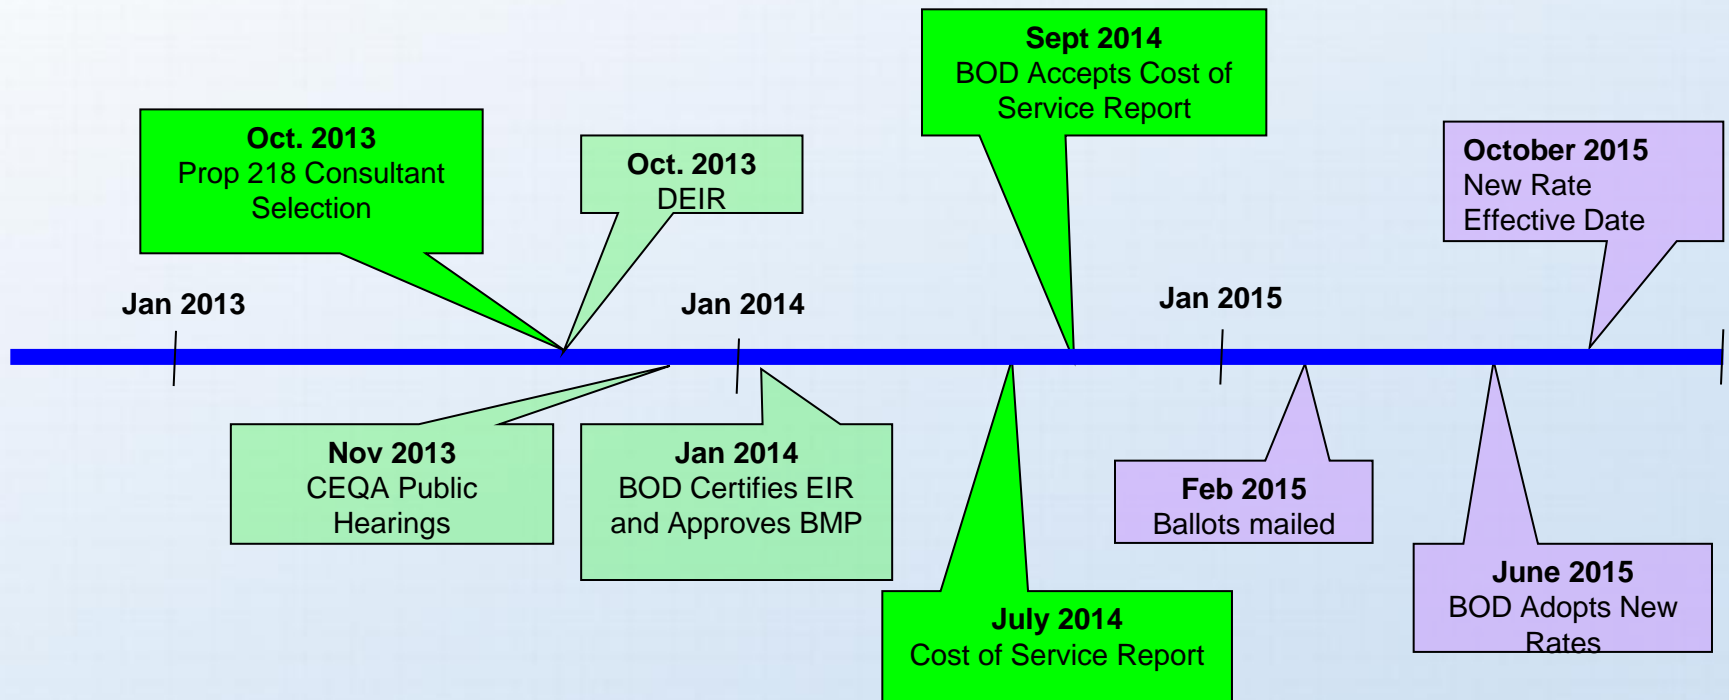 Sept 2014
BOD Accepts Cost of
Service Report
Oct. 2013
Prop 218 Consultant
Selection
Oct. 2013
DEIR
October 2015
New Rate
Effective Date
Jan 2013
Jan 2014
Jan 2015
Nov 2013
CEQA Public
Hearings
Jan 2014
BOD Certifies EIR
and Approves BMP
Feb 2015
Ballots mailed
July 2014
Cost of Service Report
June 2015
BOD Adopts New
Rates